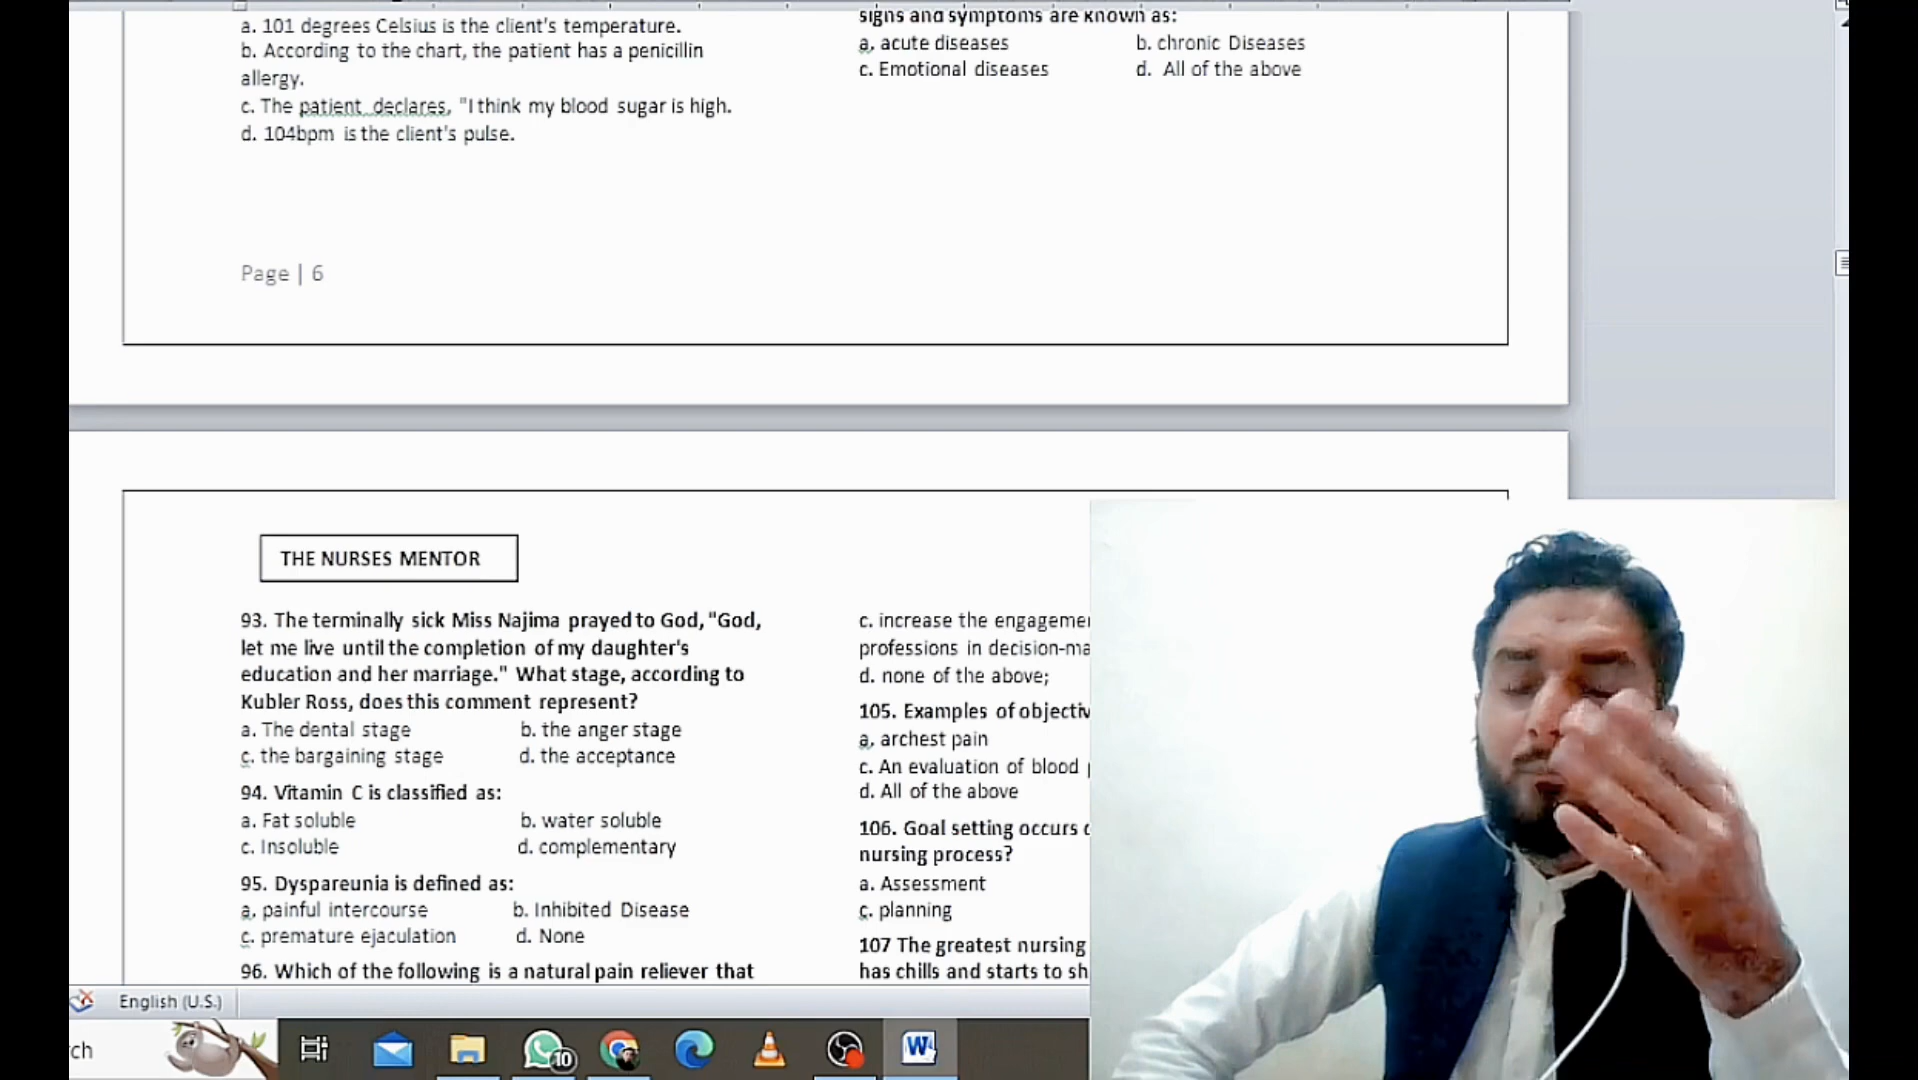 a. 101 degrees Celsius is the client's temperature.
b. According to the chart, the patient has a penicillin
allergy.
c. The patient declares, "I think my blood sugar is high.
d. 104bpm is the client's pulse.
signs and symptoms are known as:
a, acute diseases b. chronic Diseases
c. Emotional diseases d. All of the above
Page | 6
THE NURSES MENTOR
93. The terminally sick Miss Najima prayed to God, "God,
let me live until the completion of my daughter's
education and her marriage." What stage, according to
Kubler Ross, does this comment represent?
a. The dental stage b. the anger stage
c. the bargaining stage d. the acceptance
94. Vitamin C is classified as:
a. Fat soluble b. water soluble
c. Insoluble d. complementary
95. Dyspareunia is defined as:
a, painful intercourse b. Inhibited Disease
c. premature ejaculation d. None
96. Which of the following is a natural pain reliever that
c. increase the
professions in
d. none of the above;
105. Examples of
a, archest pain
c. An evaluation of blood
d. All of the above
106. Goal setting occurs
nursing process?
a. Assessment
c. planning
107 The greatest nursing
has chills and starts to
English (U.S.)
10
W